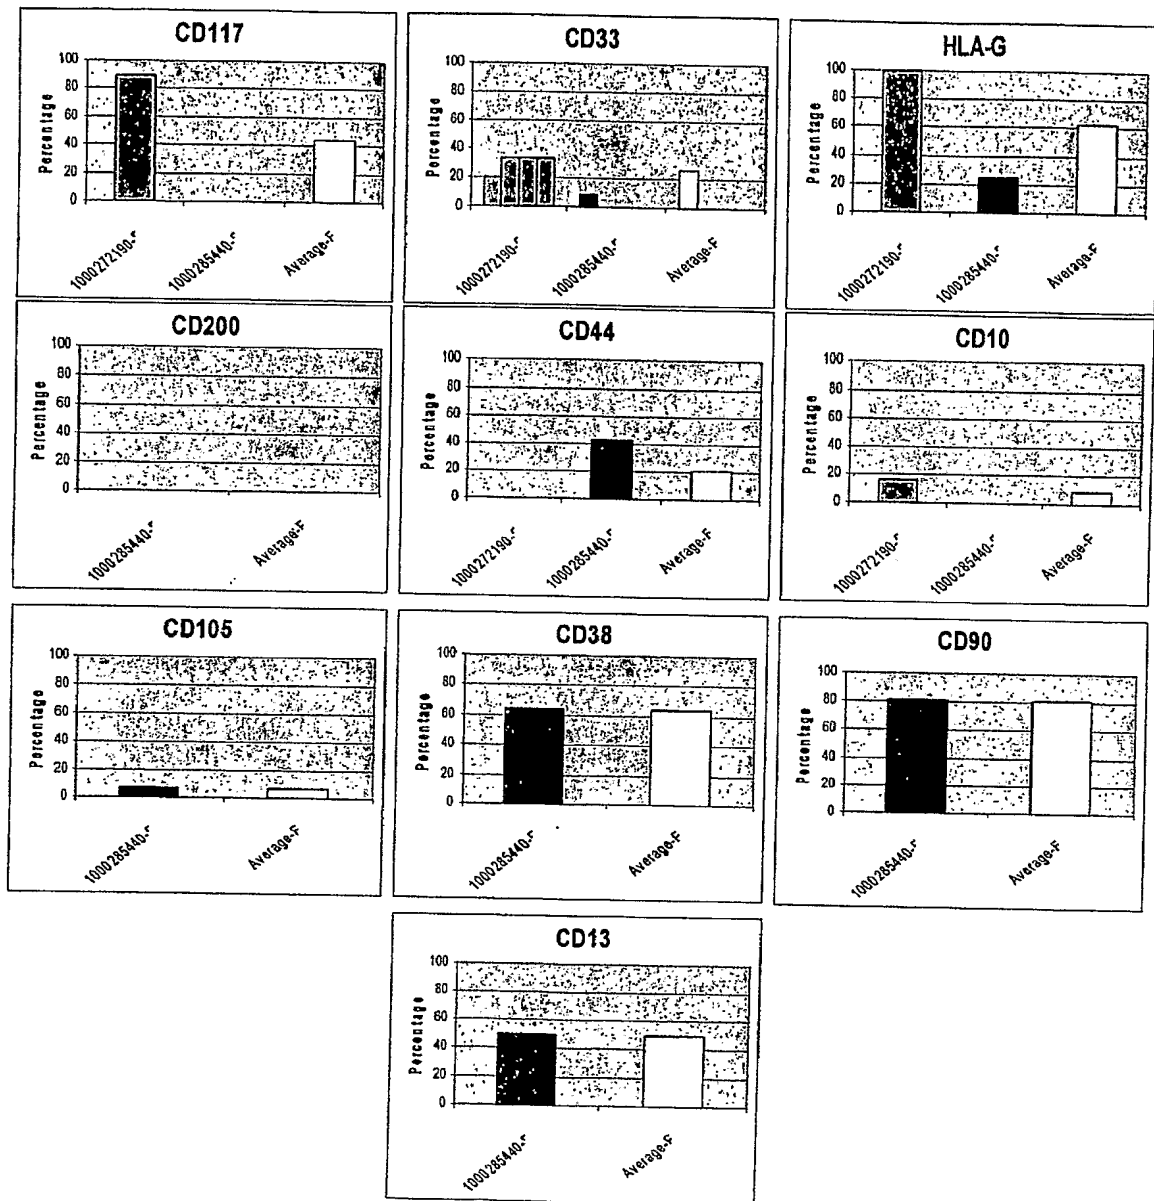 CD117
100
80
60
40
20
0
Percentage
1000272190-F
1000285440-F
Average-F
CD33
100
80
60
40
20
0
Percentage
1000272190-F
1000285440-F
Average-F
HLA-G
100
80
60
40
20
0
Percentage
1000272190-F
1000285440-F
Average-F
CD200
100
80
60
40
20
0
Percentage
1000285440-F
Average-F
CD44
100
80
60
40
20
0
Percentage
1000272190-F
1000285440-F
Average-F
CD10
100
80
60
40
20
0
Percentage
1000272190-F
1000285440-F
Average-F
CD105
100
80
60
40
20
0
Percentage
1000285440-F
Average-F
CD38
100
80
60
40
20
0
Percentage
1000285440-F
Average-F
CD90
100
80
60
40
20
0
Percentage
1000285440-F
Average-F
CD13
100
80
60
40
20
0
Percentage
1000285440-F
Average-F